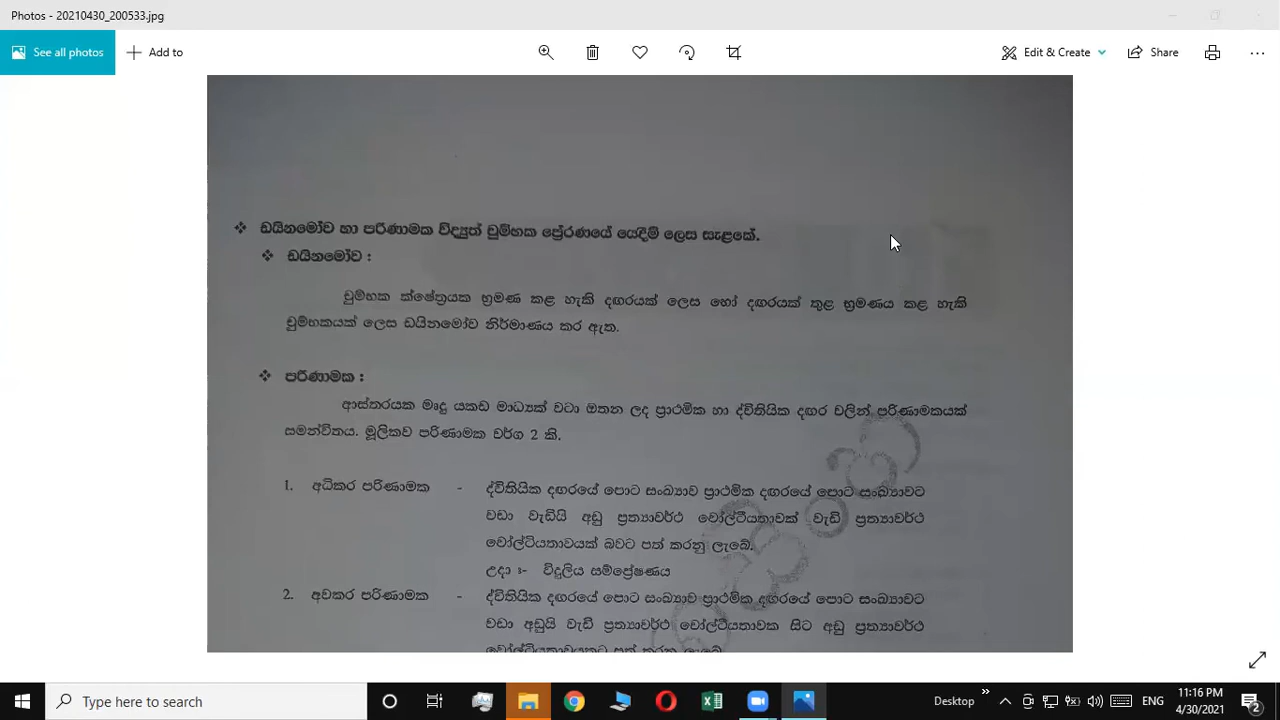 Photos - 20210430_200533.jpg
See all photos
Add to
Edit & Create
Share
❖ ඩයිනමෝව හා පරිණාමක විද්‍යුත් චුම්භක ප්‍රේරණයේ යෙදීම් ලෙස සැළකේ.
❖ ඩයිනමෝව :
චුම්භක ක්ෂේත්‍රයක භ්‍රමණ කළ හැකි දඟරයක් ලෙස හෝ දඟරයක් තුළ භ්‍රමණය කළ හැකි
චුම්භකයක් ලෙස ඩයිනමෝව නිර්මාණය කර ඇත.
❖ පරිණාමක :
ආස්තරයක මෘදු යකඩ මාධ්‍යක් වටා ඔතන ලද ප්‍රාථමික හා ද්විතියික දඟර වලින් පරිණාමකයක්
සමන්විතය. මූලිකව පරිණාමක වර්ග 2 කි.
1. අධිකර පරිණාමක - ද්විතියික දඟරයේ පොට සංඛ්‍යාව ප්‍රාථමික දඟරයේ පොට සංඛ්‍යාවට
වඩා වැඩියි අඩු ප්‍රත්‍යාවර්ථ වෝල්ටීයතාවක් වැඩි ප්‍රත්‍යාවර්ථ
වෝල්ටියතාවයක් බවට පත් කරනු ලැබේ.
උදා :- විදුලිය සම්ප්‍රේෂණය
2. අවකර පරිණාමක - ද්විතියික දඟරයේ පොට සංඛ්‍යාව ප්‍රාථමික දඟරයේ පොට සංඛ්‍යාවට
වඩා අඩුයි වැඩි ප්‍රත්‍යාවර්ථ වෝල්ටීයතාවක සිට අඩු ප්‍රත්‍යාවර්ථ
Type here to search
Desktop
ENG
11:16 PM
4/30/2021
2